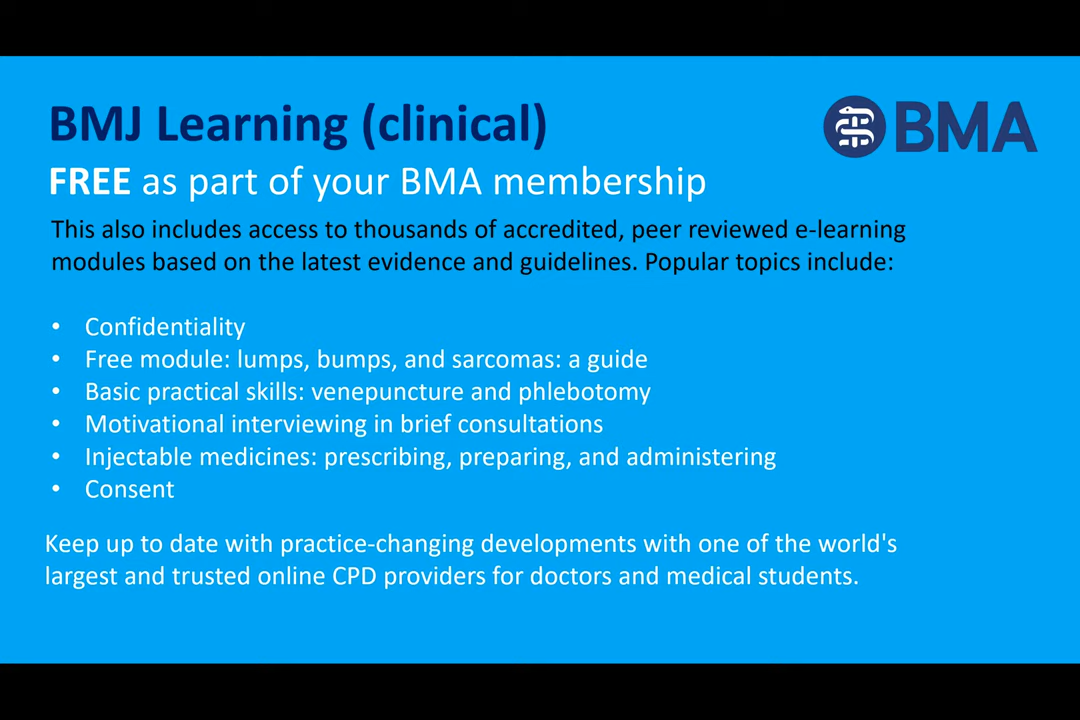 BMJ Learning (clinical)
BMA
FREE as part of your BMA membership
This also includes access to thousands of accredited, peer reviewed e-learning
modules based on the latest evidence and guidelines. Popular topics include:
• Confidentiality
• Free module: lumps, bumps, and sarcomas: a guide
• Basic practical skills: venepuncture and phlebotomy
• Motivational interviewing in brief consultations
• Injectable medicines: prescribing, preparing, and administering
• Consent
Keep up to date with practice-changing developments with one of the world's
largest and trusted online CPD providers for doctors and medical students.